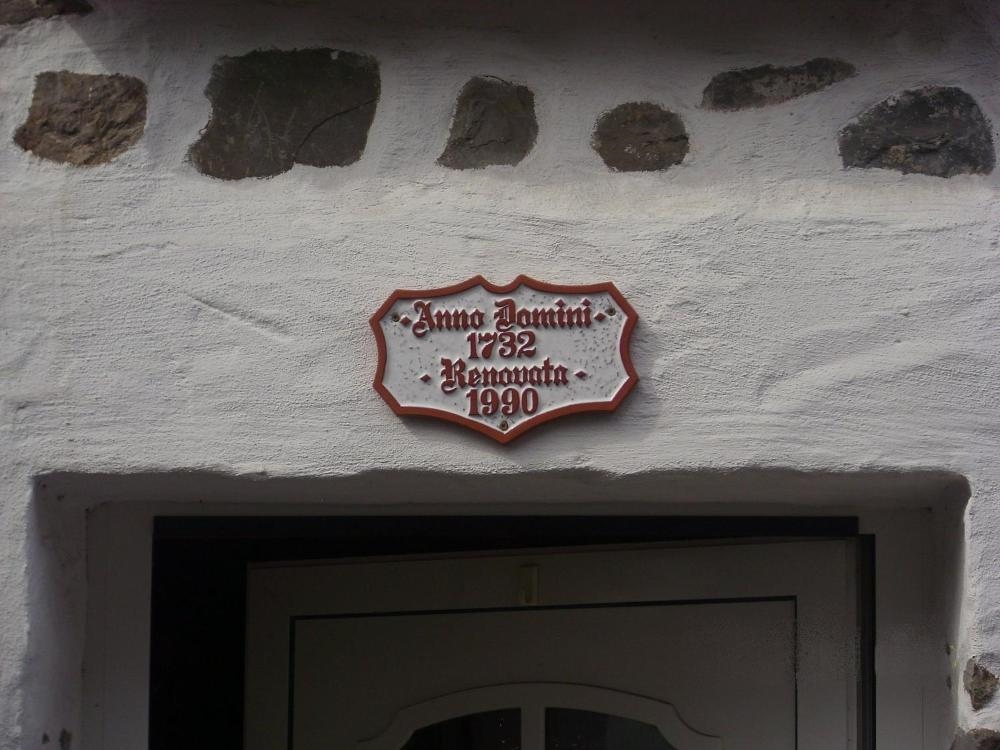 Anno Domini
1732
Renovata
1990